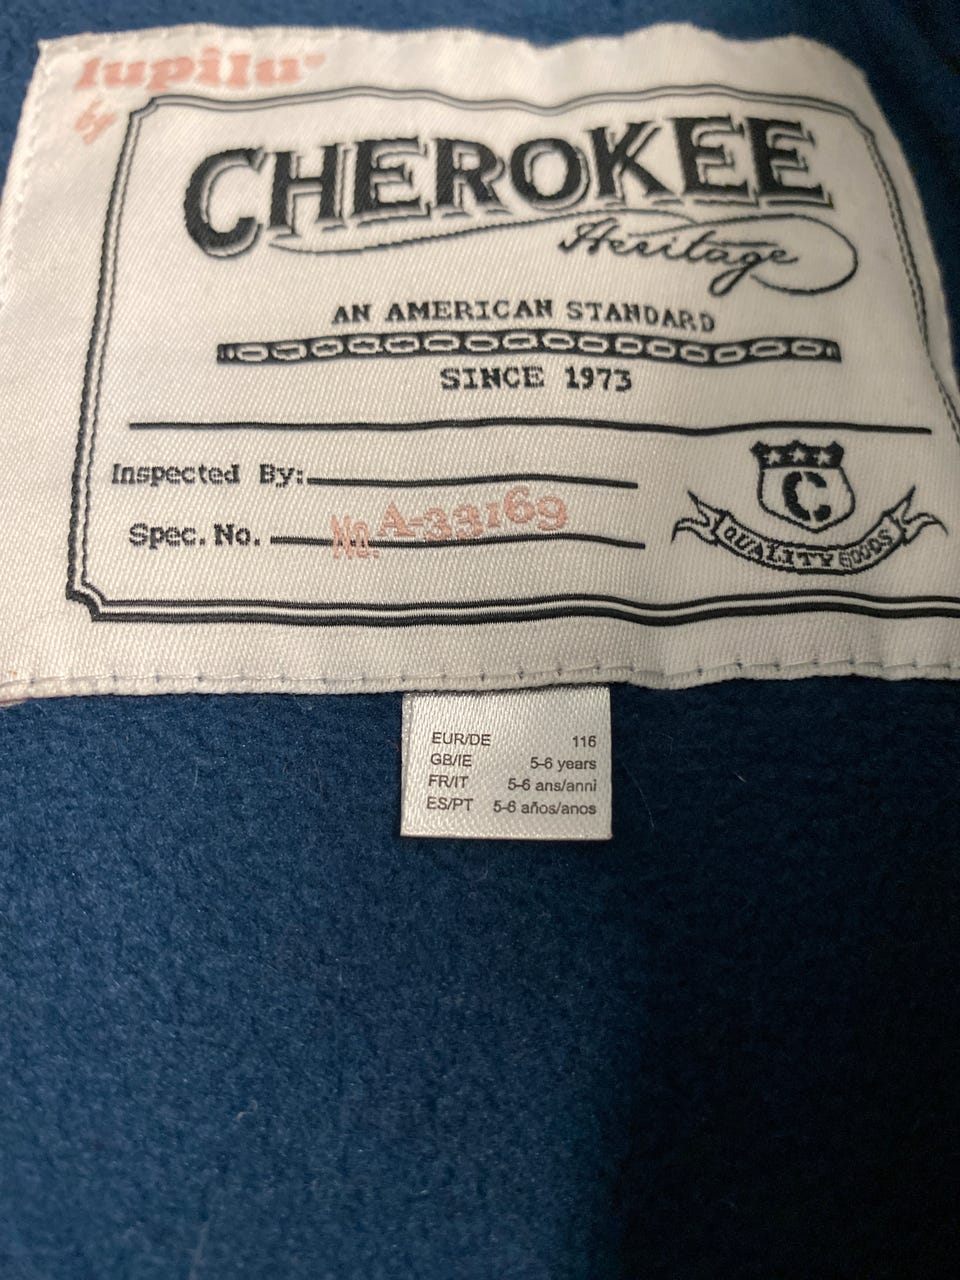 lupilu®
by
CHEROKEE
Heritage
AN AMERICAN STANDARD
SINCE 1973
Inspected By:
Spec. No. No. A-33169
C
QUALITY GOODS
EUR/DE 116
GB/IE 5-6 years
FR/IT 5-6 ans/anni
ES/PT 5-6 años/anos